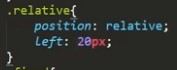 .relative{
position: relative;
left: 20px;
}